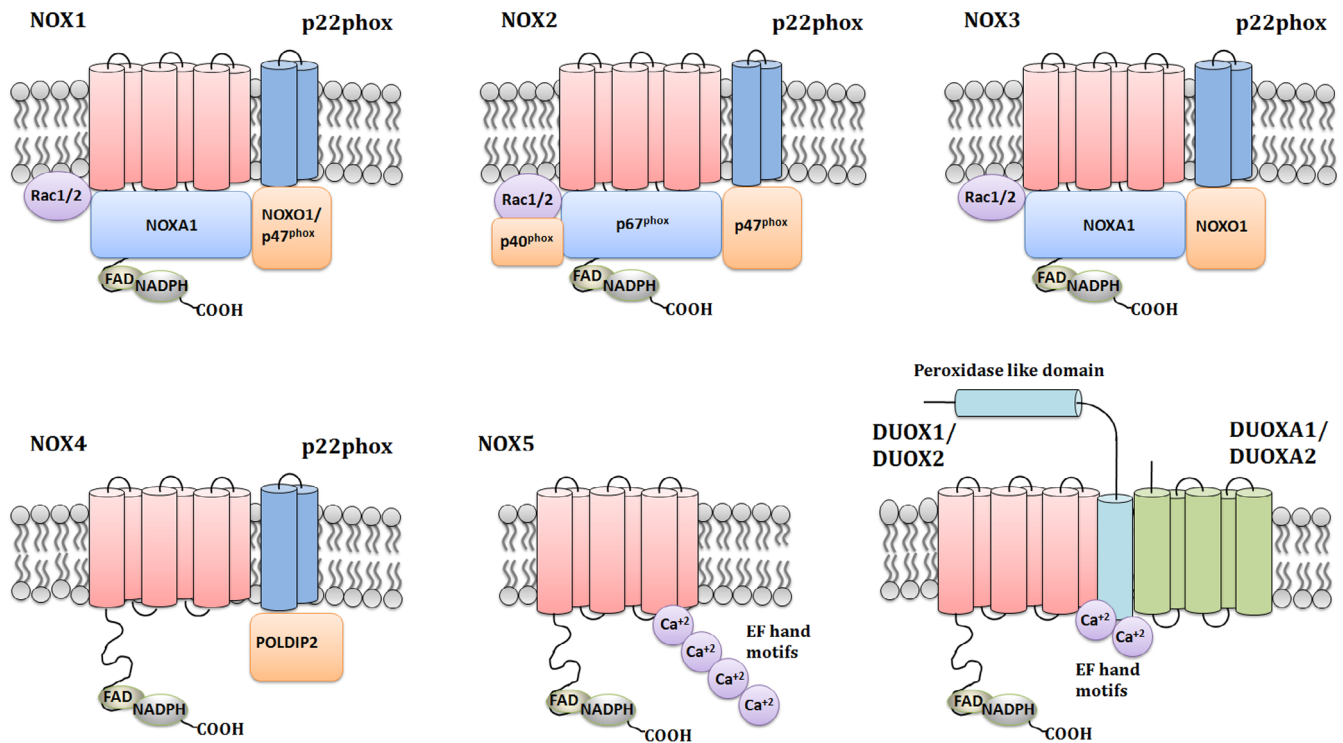 NOX1
p22phox
Rac1/2
NOXA1
NOXO1/
p47phox
FAD
NADPH
COOH
NOX2
p22phox
Rac1/2
p40phox
p67phox
p47phox
FAD
NADPH
COOH
NOX3
p22phox
Rac1/2
NOXA1
NOXO1
FAD
NADPH
COOH
NOX4
p22phox
POLDIP2
FAD
NADPH
COOH
NOX5
Ca+2
Ca+2
Ca+2
Ca+2
EF hand
motifs
FAD
NADPH
COOH
Peroxidase like domain
DUOX1/
DUOX2
DUOXA1/
DUOXA2
Ca+2
Ca+2
EF hand
motifs
FAD
NADPH
COOH